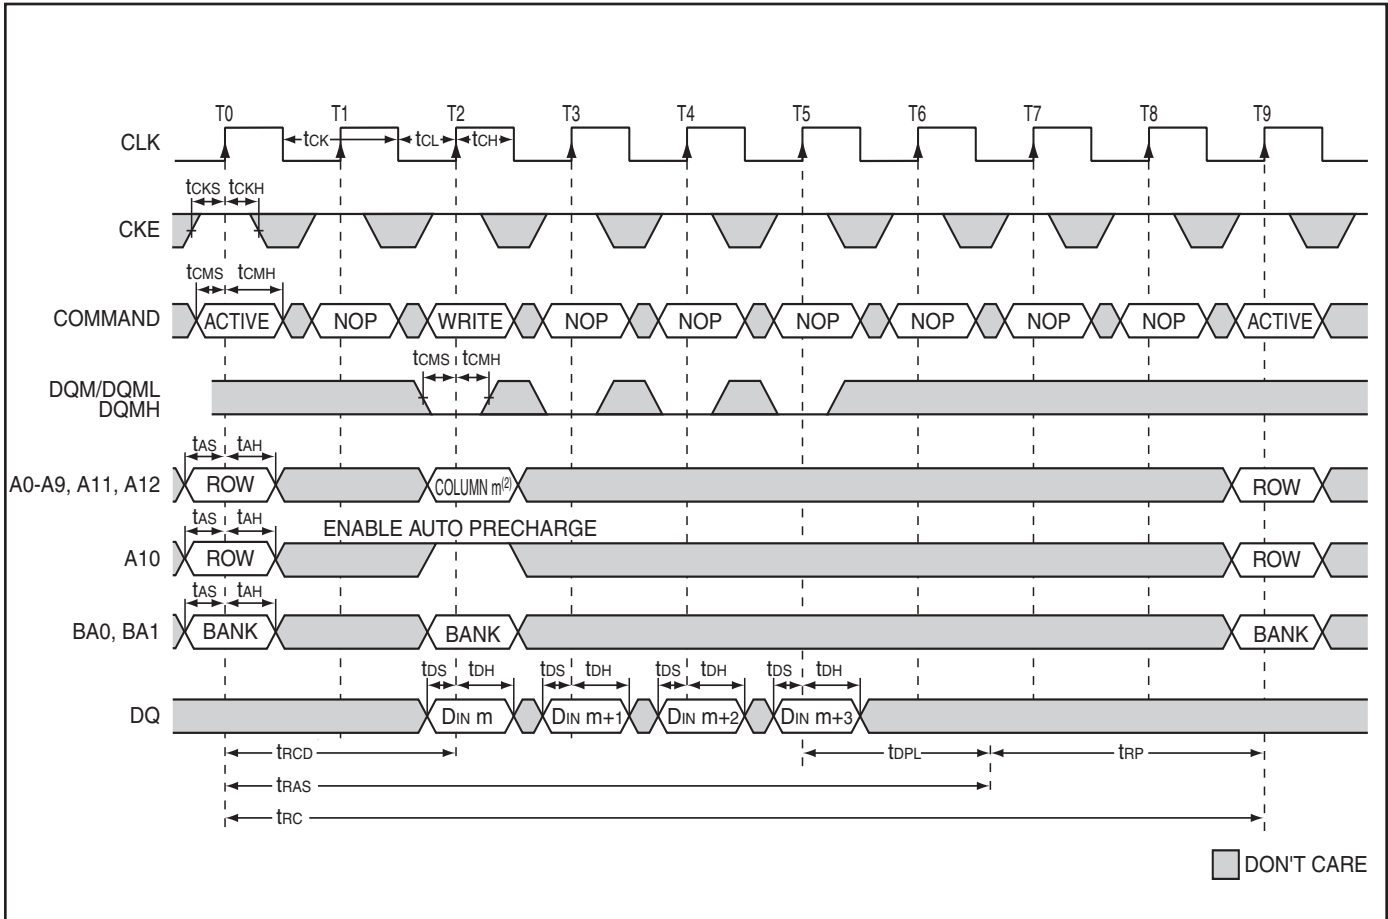 T0 T1 T2 T3 T4 T5 T6 T7 T8 T9
CLK tCK tCL tCH
tCKS tCKH
CKE
tCMS tCMH
COMMAND ACTIVE NOP WRITE NOP NOP NOP NOP NOP NOP ACTIVE
tCMS tCMH
DQM/DQML
DQMH
tAS tAH
A0-A9, A11, A12 ROW COLUMN m(2) ROW
tAS tAH ENABLE AUTO PRECHARGE
A10 ROW ROW
tAS tAH
BA0, BA1 BANK BANK BANK
tDS tDH tDS tDH tDS tDH tDS tDH
DQ DIN m DIN m+1 DIN m+2 DIN m+3
tRCD tDPL tRP
tRAS
tRC
DON'T CARE